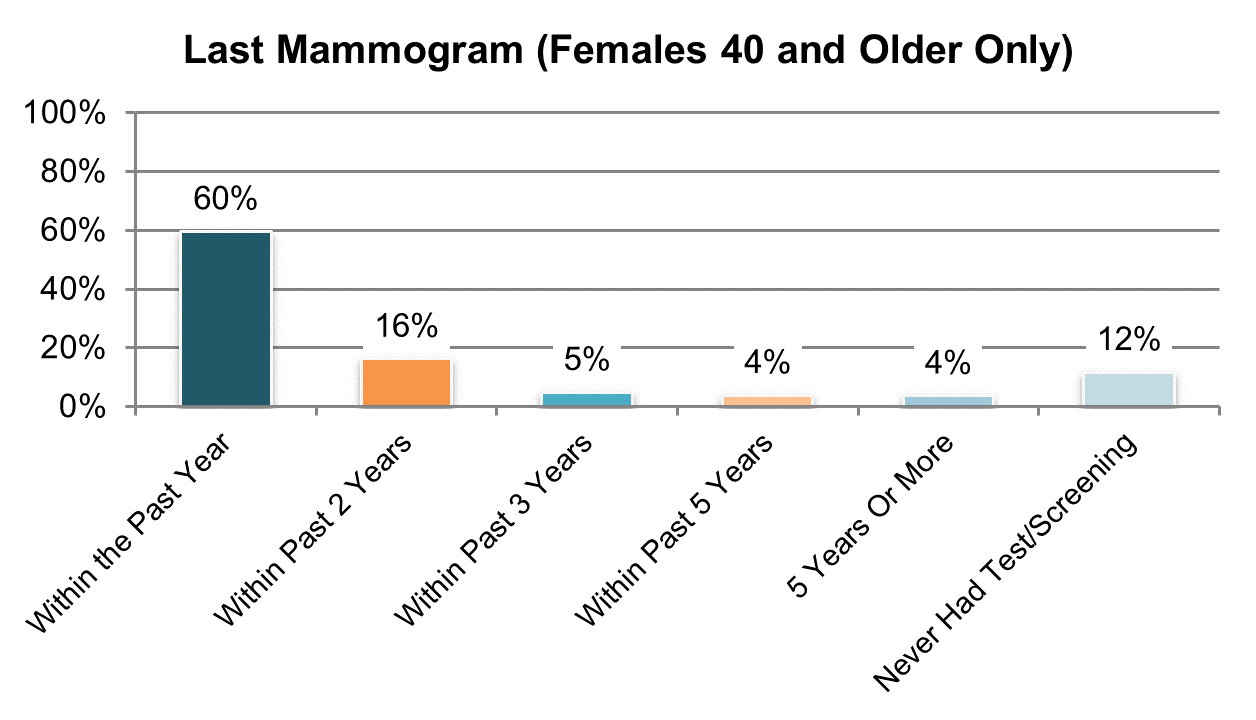 Last Mammogram (Females 40 and Older Only)
100%
80%
60%
40%
20%
0%
60%
16%
5%
4%
4%
12%
Within the Past Year
Within Past 2 Years
Within Past 3 Years
Within Past 5 Years
5 Years Or More
Never Had Test/Screening